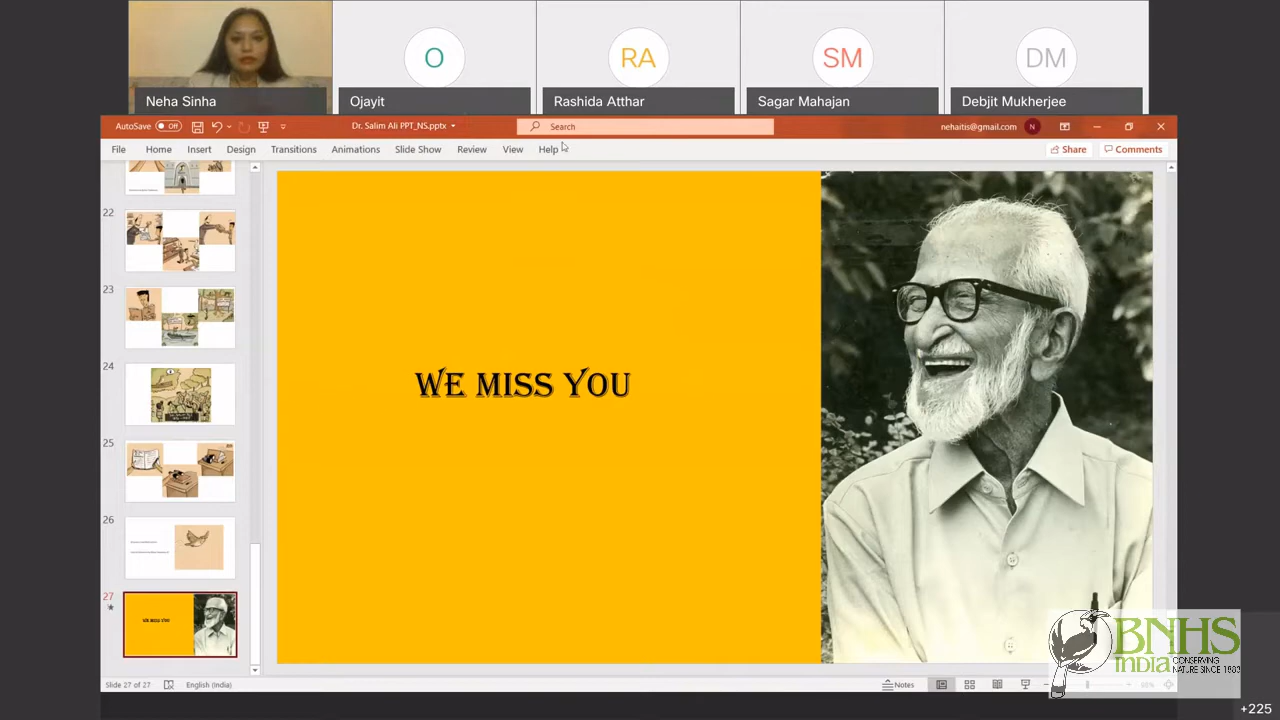 O
RA
SM
DM
Neha Sinha
Ojayit
Rashida Atthar
Sagar Mahajan
Debjit Mukherjee
AutoSave Off
Dr. Salim Ali PPT_NS.pptx
Search
nehaitis@gmail.com N
File Home Insert Design Transitions Animations Slide Show Review View Help
Share Comments
22
23
24
25
26
27
WE MISS YOU
WE MISS YOU
BNHS
INDIA CONSERVING
NATURE SINCE 1883
Slide 27 of 27 English (India)
Notes
+225